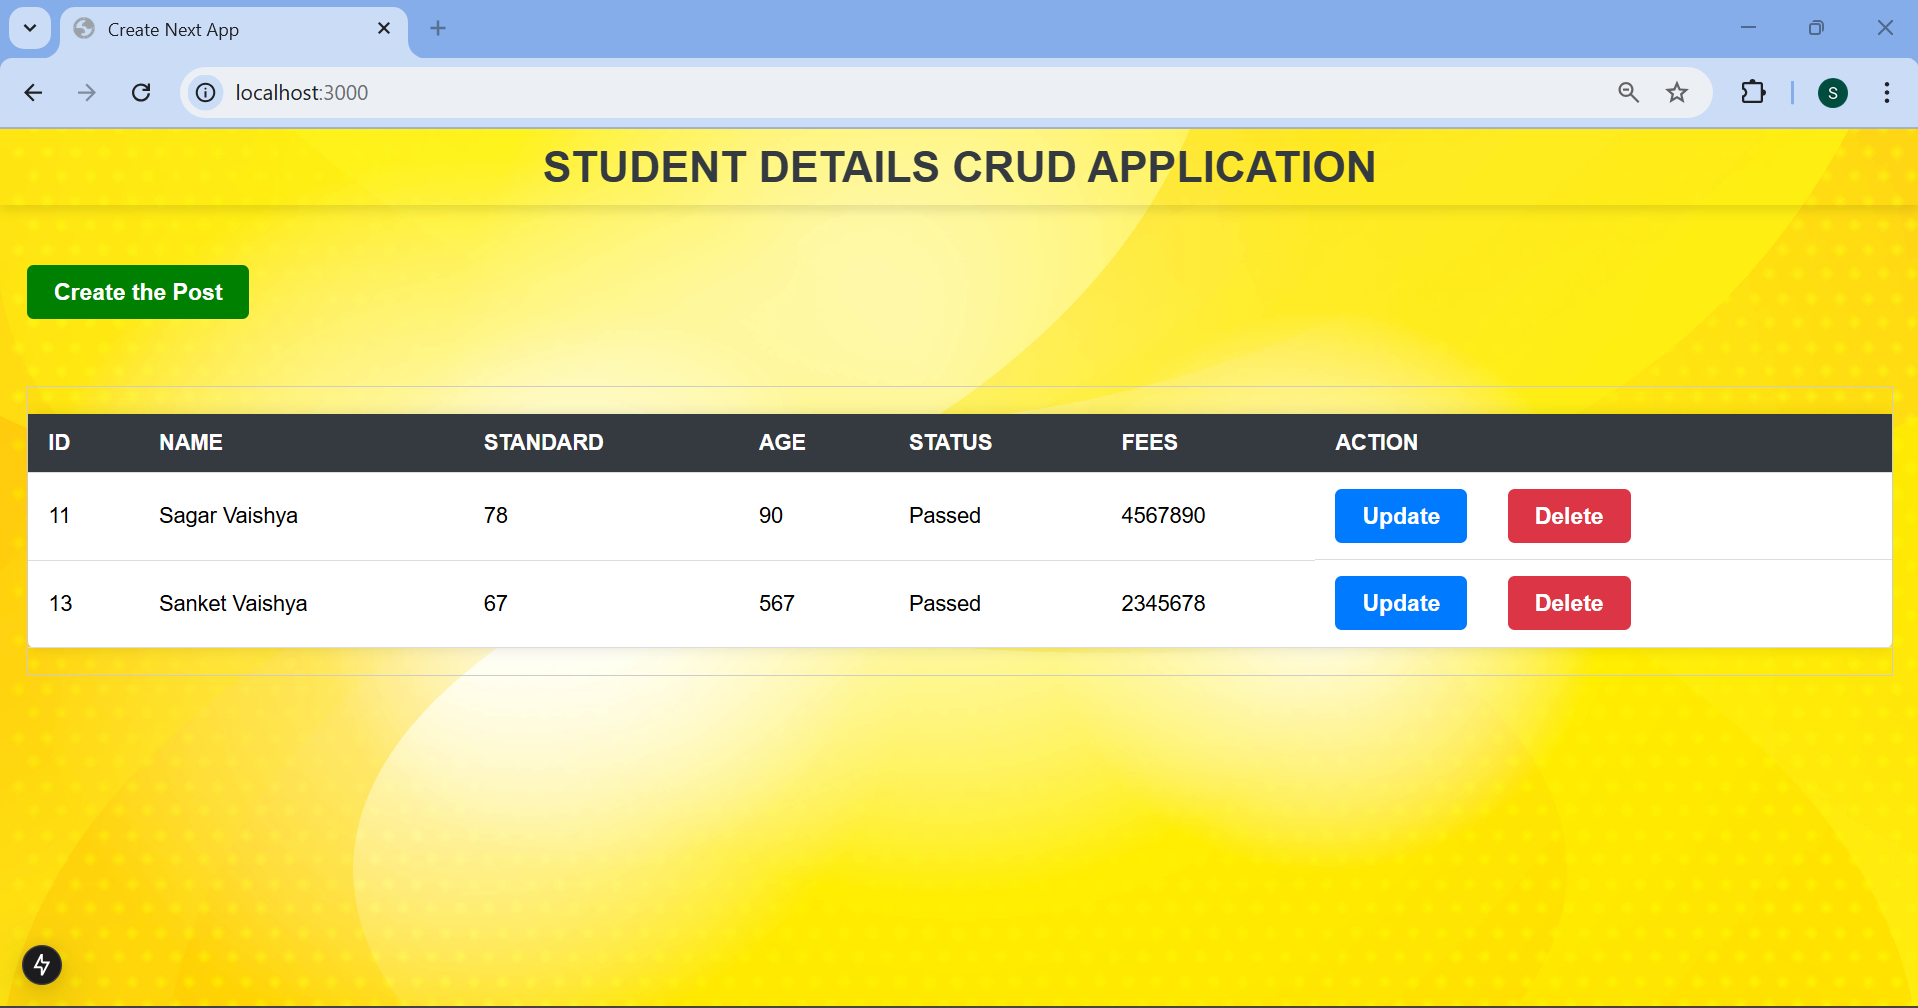 Create Next App
localhost:3000
S
STUDENT DETAILS CRUD APPLICATION
Create the Post
ID NAME STANDARD AGE STATUS FEES ACTION
11 Sagar Vaishya 78 90 Passed 4567890 Update Delete
13 Sanket Vaishya 67 567 Passed 2345678 Update Delete